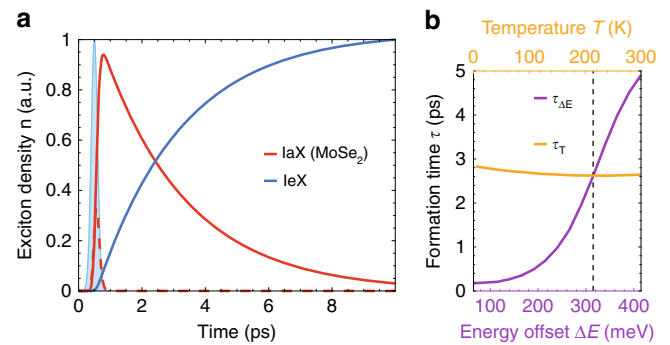 a
Exciton density n (a.u.)
1
0.8
0.6
0.4
0.2
0
IaX (MoSe₂)
IeX
0 2 4 6 8
Time (ps)
b
Temperature T (K)
0 100 200 300
Formation time τ (ps)
5
4
3
2
1
0
τ_ΔE
τ_T
100 200 300 400
Energy offset ΔE (meV)